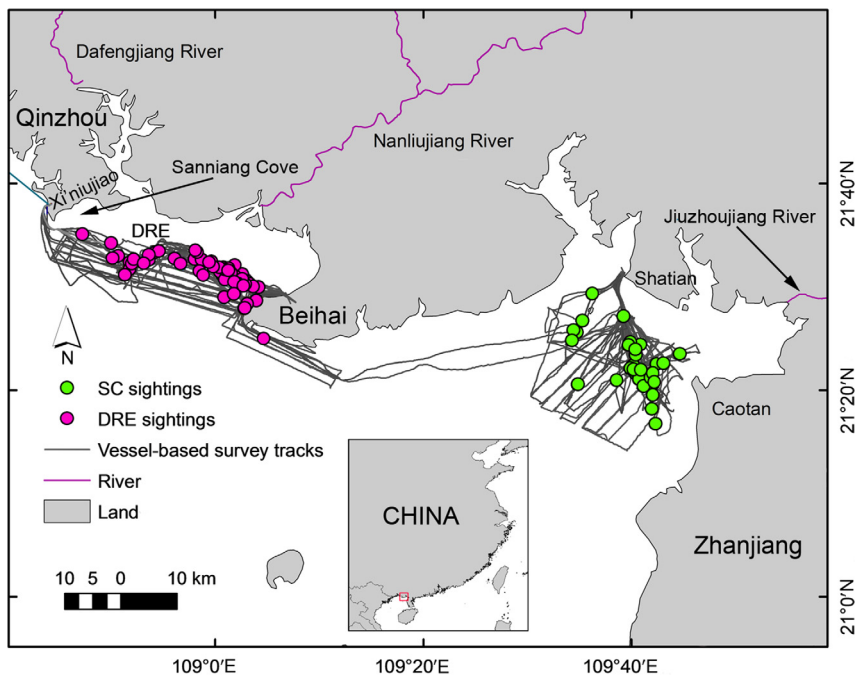 Dafengjiang River
Qinzhou
Nanliujiang River
Sanniang Cove
Xi'niujiao
21°40'N
Jiuzhoujiang River
DRE
Shatian
Beihai
N
SC sightings
DRE sightings
Vessel-based survey tracks
River
Land
21°20'N
Caotan
CHINA
Zhanjiang
10 5 0 10 km
21°0'N
109°0'E
109°20'E
109°40'E